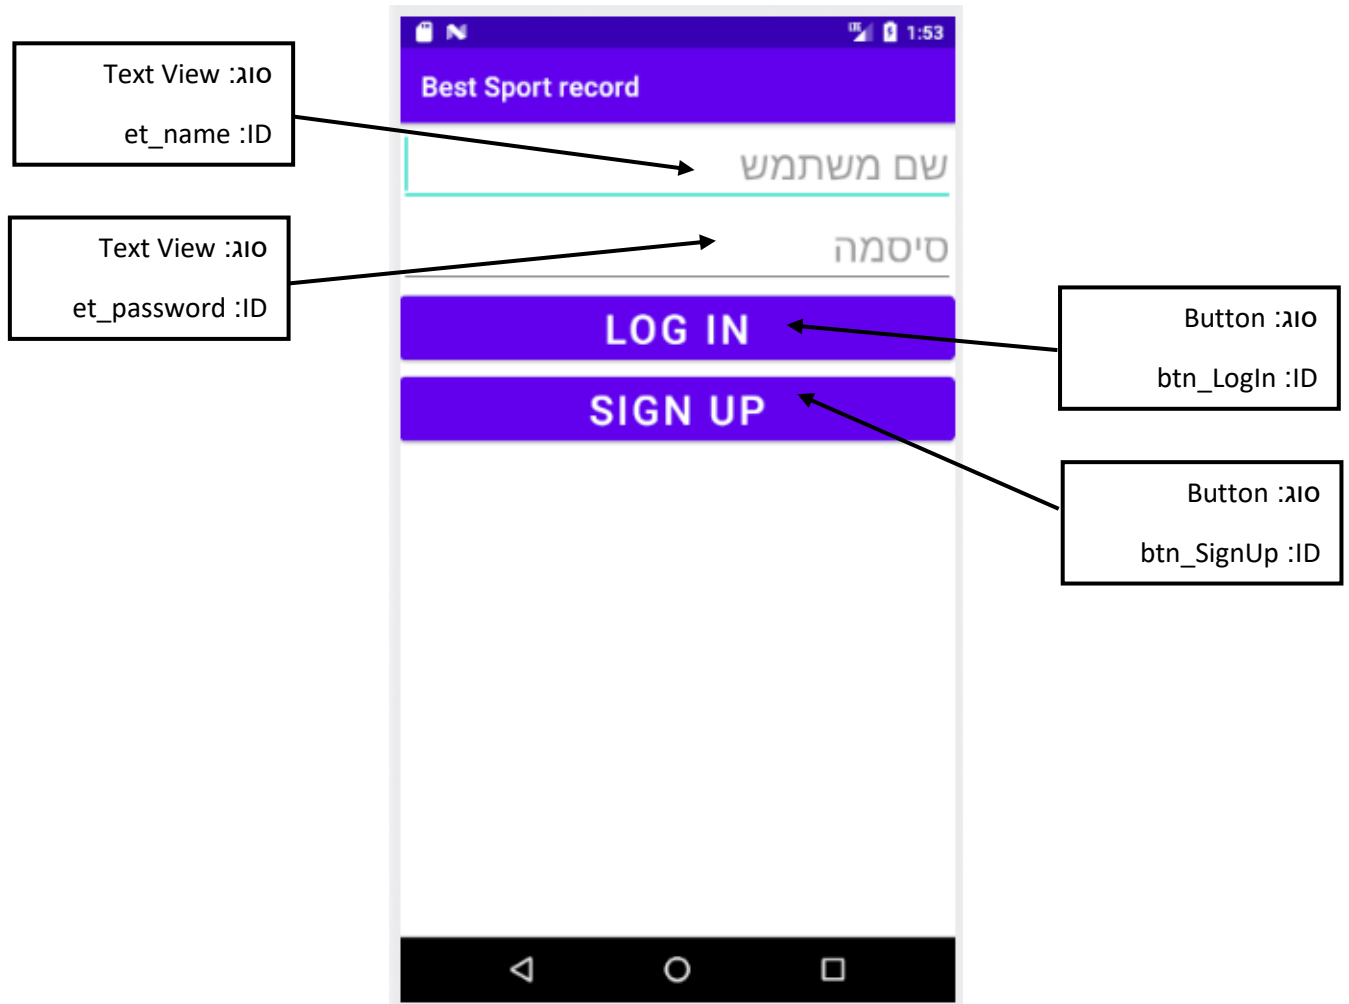 1:53
Best Sport record
סוג: Text View
ID: et_name
שם משתמש
סוג: Text View
ID: et_password
סיסמה
LOG IN
סוג: Button
ID: btn_LogIn
SIGN UP
סוג: Button
ID: btn_SignUp